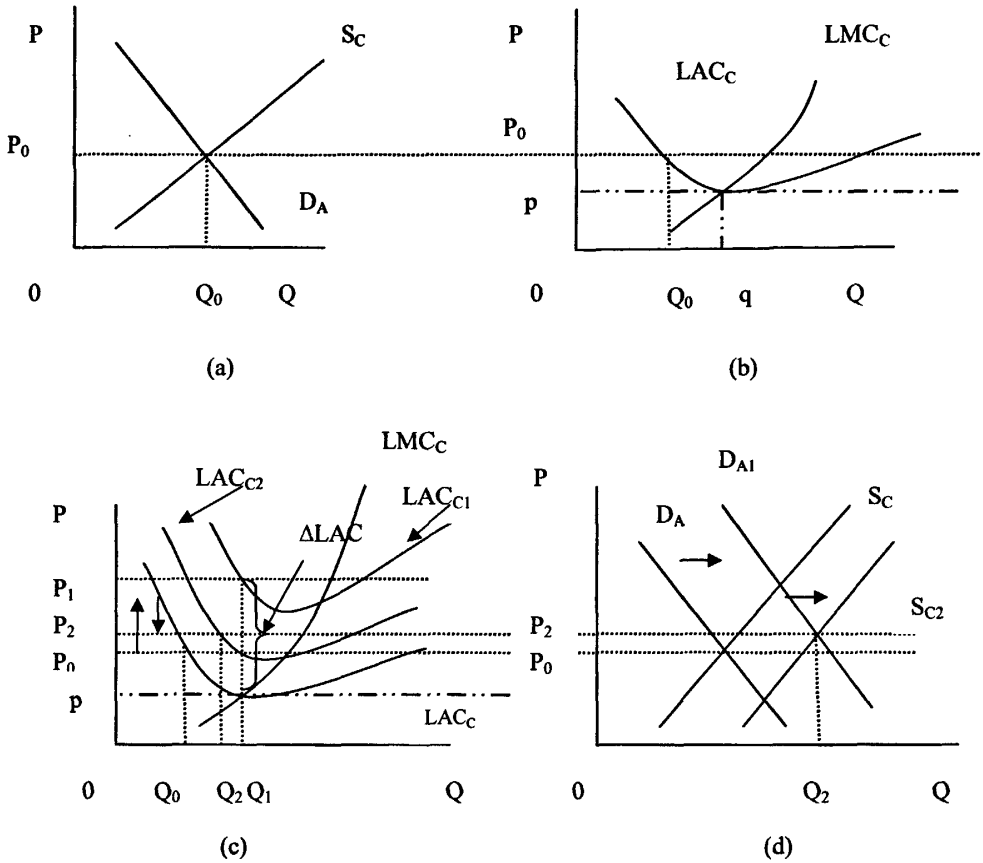 P S_C P LMC_C
LAC_C
P_0 P_0
D_A p
0 Q_0 Q 0 Q_0 q Q
(a) (b)
LMC_C
LAC_C2 D_A1
P LAC_C1 P S_C
ΔLAC D_A
P_1
P_2 S_C2
P_0 P_2
p P_0
LAC_C
0 Q_0 Q_2 Q_1 Q 0 Q_2 Q
(c) (d)